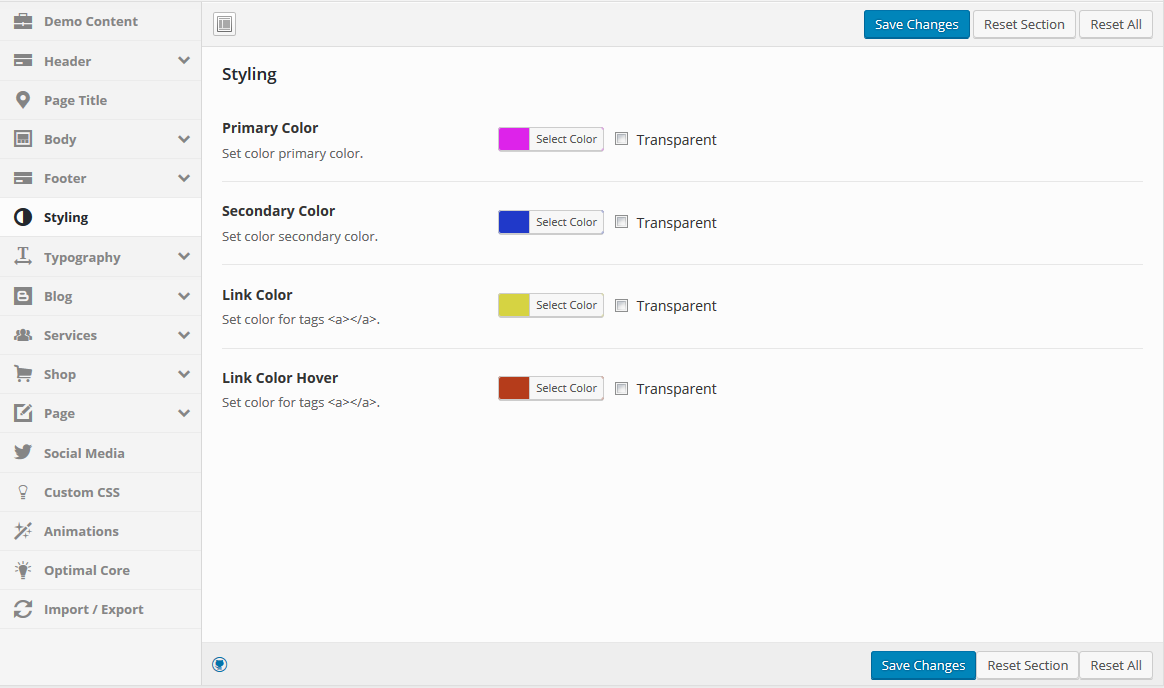 Demo Content
Header
Page Title
Body
Footer
Styling
Typography
Blog
Services
Shop
Page
Social Media
Custom CSS
Animations
Optimal Core
Import / Export
Save Changes Reset Section Reset All
Styling
Primary Color
Set color primary color.
Select Color Transparent
Secondary Color
Set color secondary color.
Select Color Transparent
Link Color
Set color for tags <a></a>.
Select Color Transparent
Link Color Hover
Set color for tags <a></a>.
Select Color Transparent
Save Changes Reset Section Reset All